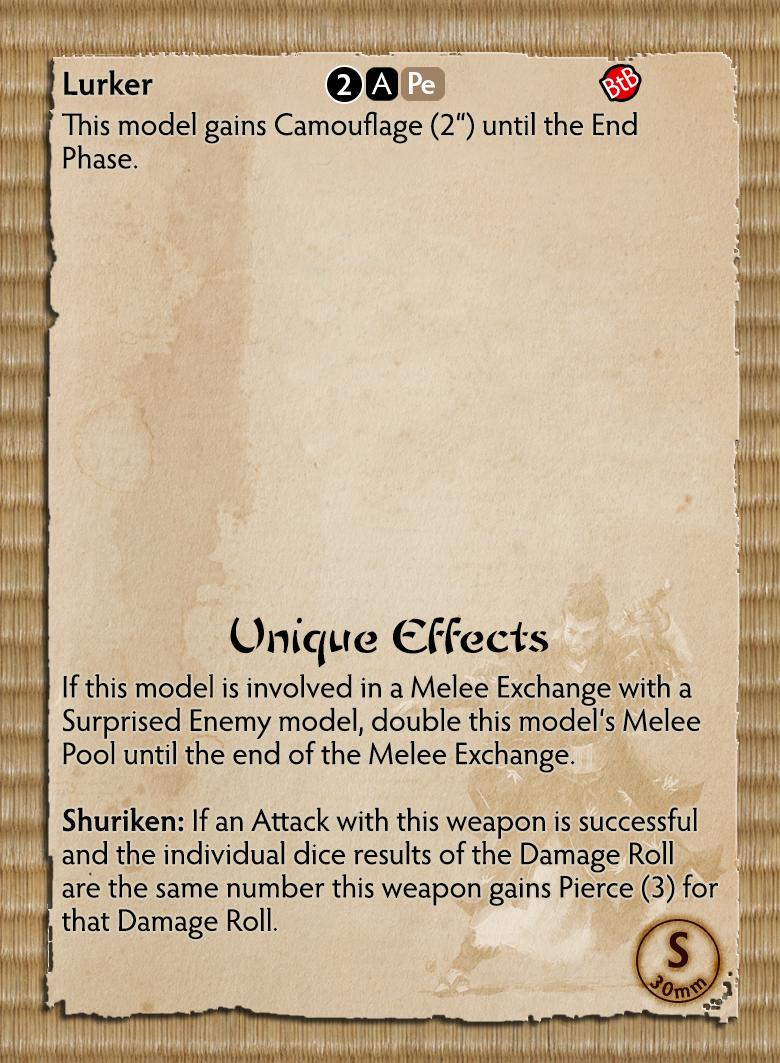 Lurker 2 A Pe BtB
This model gains Camouflage (2") until the End
Phase.
Unique Effects
If this model is involved in a Melee Exchange with a
Surprised Enemy model, double this model's Melee
Pool until the end of the Melee Exchange.
Shuriken: If an Attack with this weapon is successful
and the individual dice results of the Damage Roll
are the same number this weapon gains Pierce (3) for
that Damage Roll.
S
30mm